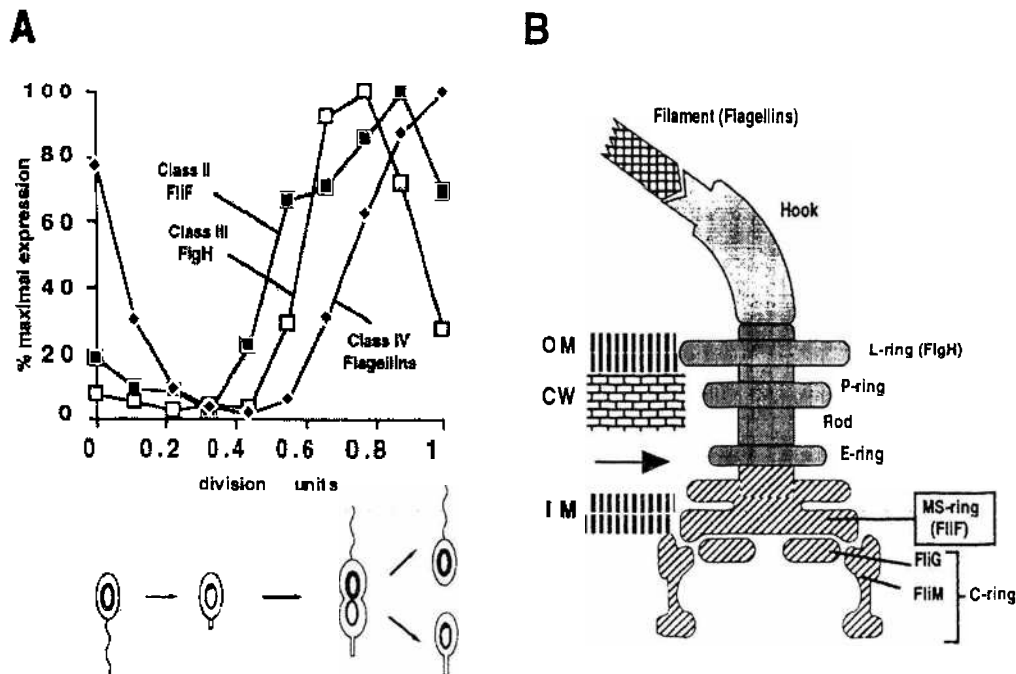 A
% maximal expression
100
80
60
40
20
0
Class II
FliF
Class III
FlgH
Class IV
Flagellins
0 0.2 0.4 0.6 0.8 1
division units
B
Filament (Flagellins)
Hook
OM
L-ring (FlgH)
CW
P-ring
Rod
E-ring
IM
MS-ring
(FliF)
FliG
FliM
C-ring